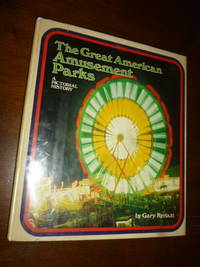 The Great American
Amusement
Parks
A
PICTORIAL
HISTORY
by Gary Kyriazi